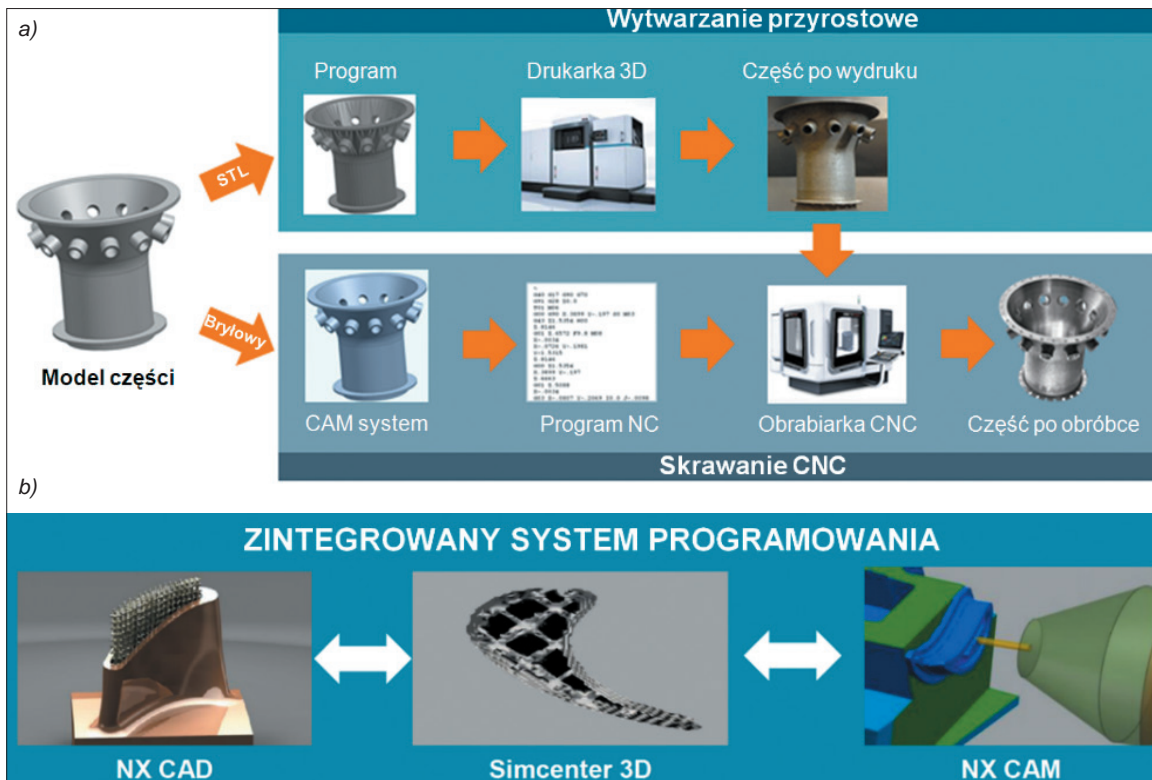 a)
Wytwarzanie przyrostowe
Program
Drukarka 3D
Część po wydruku
STL
Model części
Bryłowy
CAM system
Program NC
Obrabiarka CNC
Część po obróbce
Skrawanie CNC
b)
ZINTEGROWANY SYSTEM PROGRAMOWANIA
NX CAD
Simcenter 3D
NX CAM